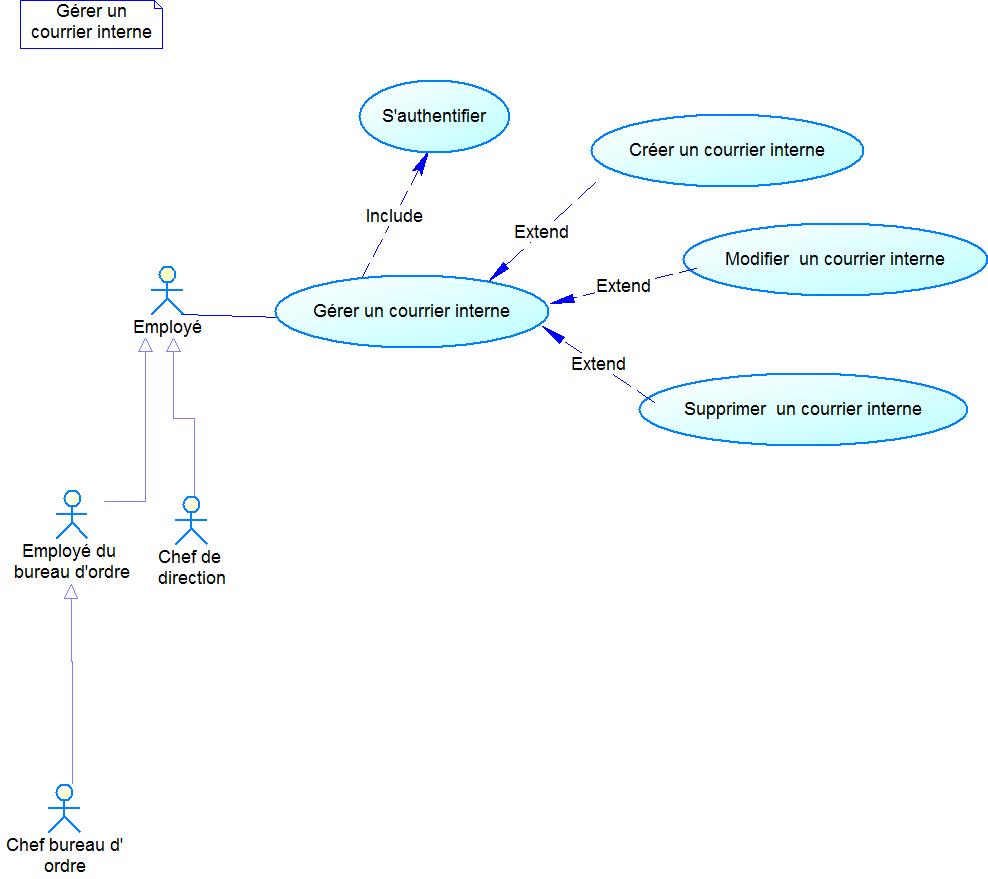 Gérer un
courrier interne
S'authentifier
Créer un courrier interne
Include
Extend
Modifier  un courrier interne
Extend
Gérer un courrier interne
Employé
Extend
Supprimer  un courrier interne
Employé du
bureau d'ordre
Chef de
direction
Chef bureau d'
ordre